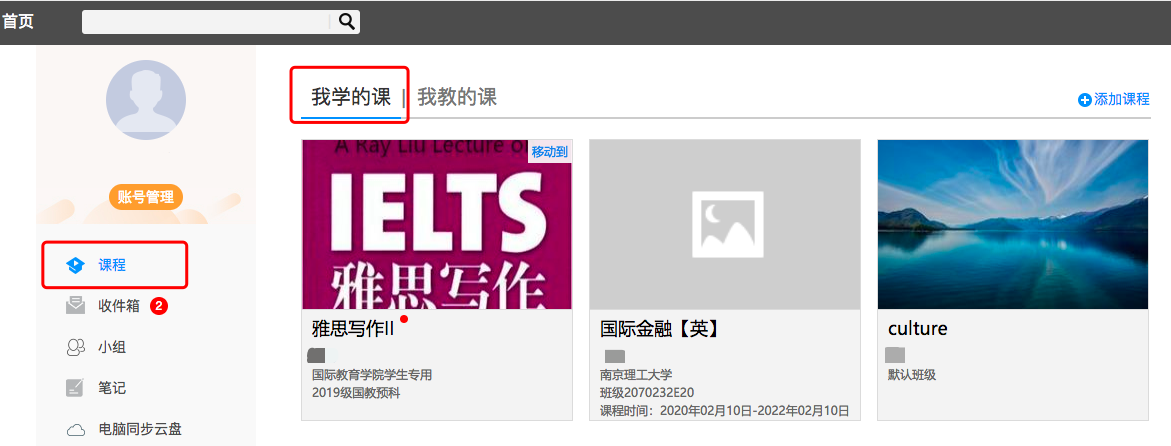 首页
账号管理
课程
收件箱 2
小组
笔记
电脑同步云盘
我学的课 | 我教的课
添加课程
A Ray Liu Lecture on
移动到
IELTS
雅思写作
雅思写作II
国际教育学院学生专用
2019级国教预科
国际金融【英】
南京理工大学
班级2070232E20
课程时间：2020年02月10日-2022年02月10日
culture
默认班级